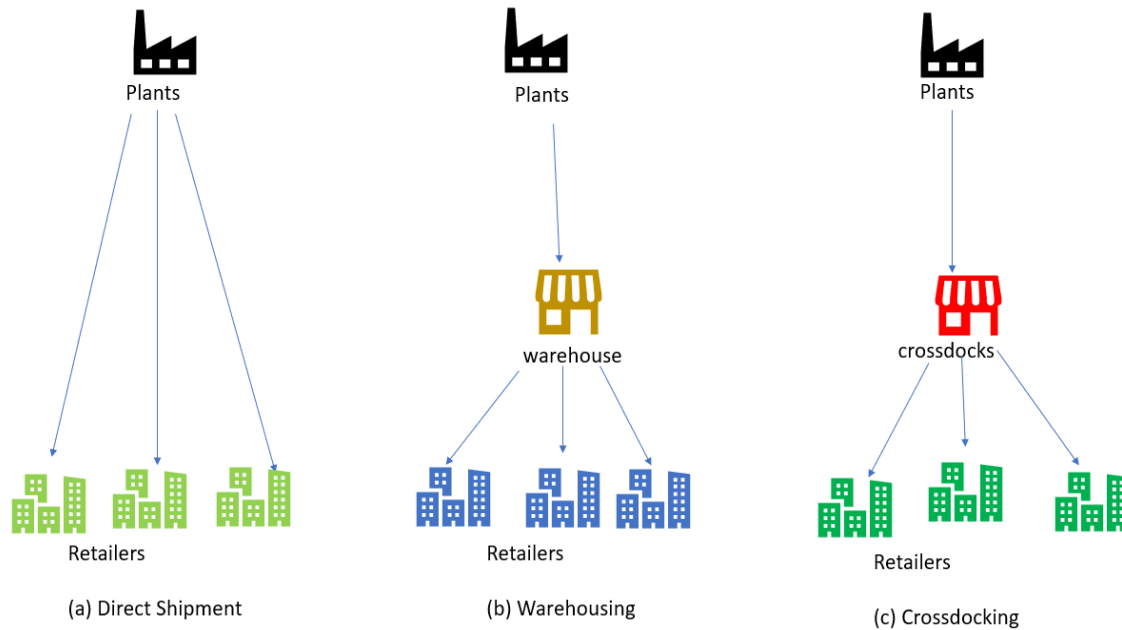 Plants
Plants
Plants
warehouse
crossdocks
Retailers
Retailers
Retailers
(a) Direct Shipment
(b) Warehousing
(c) Crossdocking